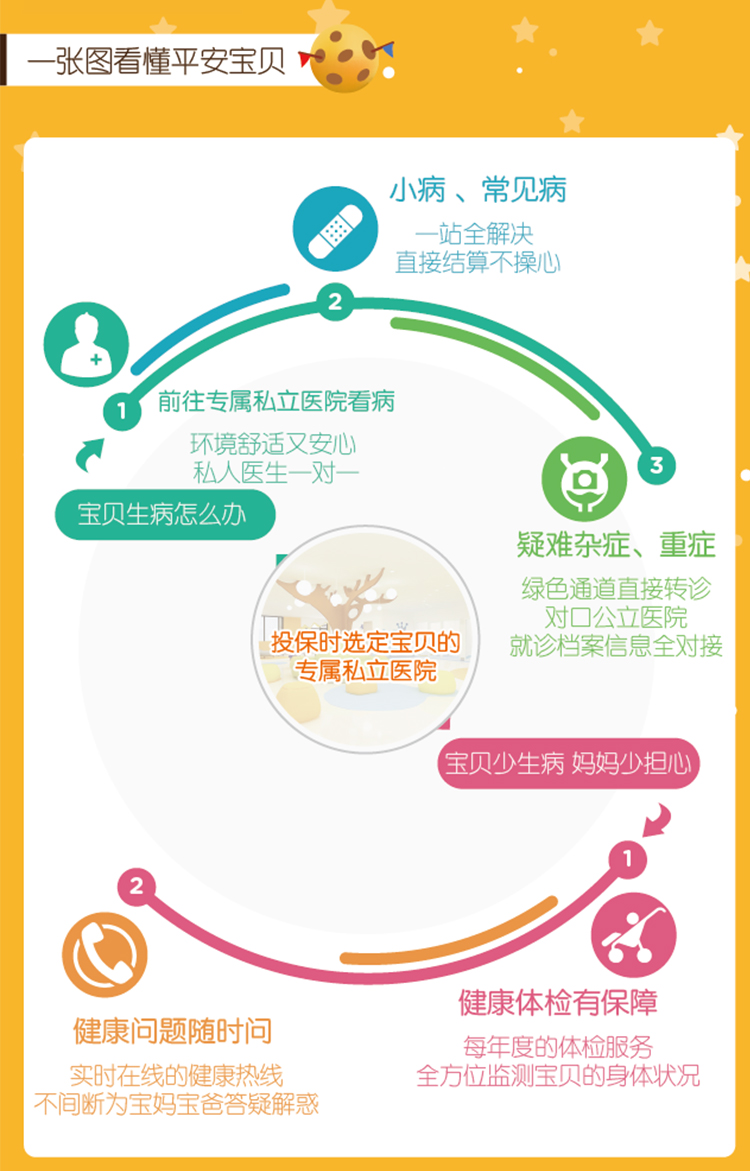 一张图看懂平安宝贝
小病、常见病
一站全解决
直接结算不操心
2
1
前往专属私立医院看病
环境舒适又安心
私人医生一对一
宝贝生病怎么办
3
疑难杂症、重症
绿色通道直接转诊
对口公立医院
就诊档案信息全对接
投保时选定宝贝的
专属私立医院
宝贝少生病 妈妈少担心
1
健康体检有保障
每年度的体检服务
全方位监测宝贝的身体状况
2
健康问题随时问
实时在线的健康热线
不间断为宝妈宝爸答疑解惑